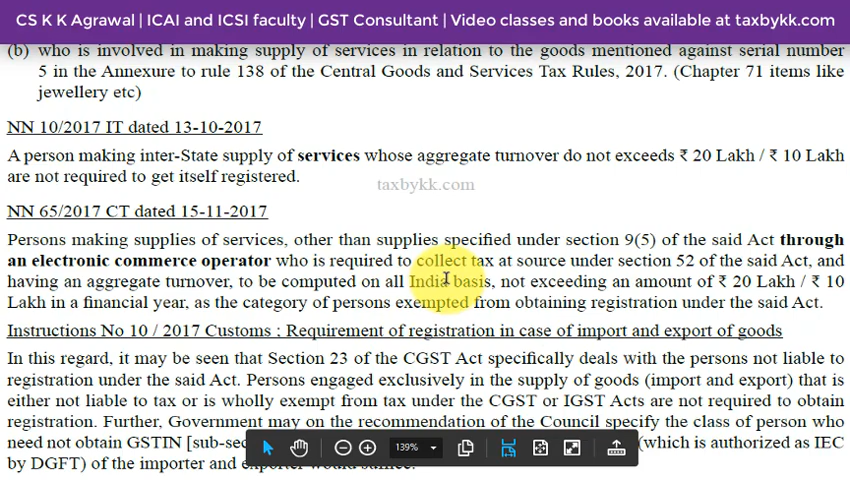 CS K K Agrawal | ICAI and ICSI faculty | GST Consultant | Video classes and books available at taxbykk.com
(b) who is involved in making supply of services in relation to the goods mentioned against serial number
5 in the Annexure to rule 138 of the Central Goods and Services Tax Rules, 2017. (Chapter 71 items like
jewellery etc)
NN 10/2017 IT dated 13-10-2017
A person making inter-State supply of services whose aggregate turnover do not exceeds ₹ 20 Lakh / ₹ 10 Lakh
are not required to get itself registered.
taxbykk.com
NN 65/2017 CT dated 15-11-2017
Persons making supplies of services, other than supplies specified under section 9(5) of the said Act through
an electronic commerce operator who is required to collect tax at source under section 52 of the said Act, and
having an aggregate turnover, to be computed on all India basis, not exceeding an amount of ₹ 20 Lakh / ₹ 10
Lakh in a financial year, as the category of persons exempted from obtaining registration under the said Act.
Instructions No 10 / 2017 Customs ; Requirement of registration in case of import and export of goods
In this regard, it may be seen that Section 23 of the CGST Act specifically deals with the persons not liable to
registration under the said Act. Persons engaged exclusively in the supply of goods (import and export) that is
either not liable to tax or is wholly exempt from tax under the CGST or IGST Acts are not required to obtain
registration. Further, Government may on the recommendation of the Council specify the class of person who
need not obtain GSTIN [sub-sec (which is authorized as IEC
by DGFT) of the importer and exporter would suffice.
139%